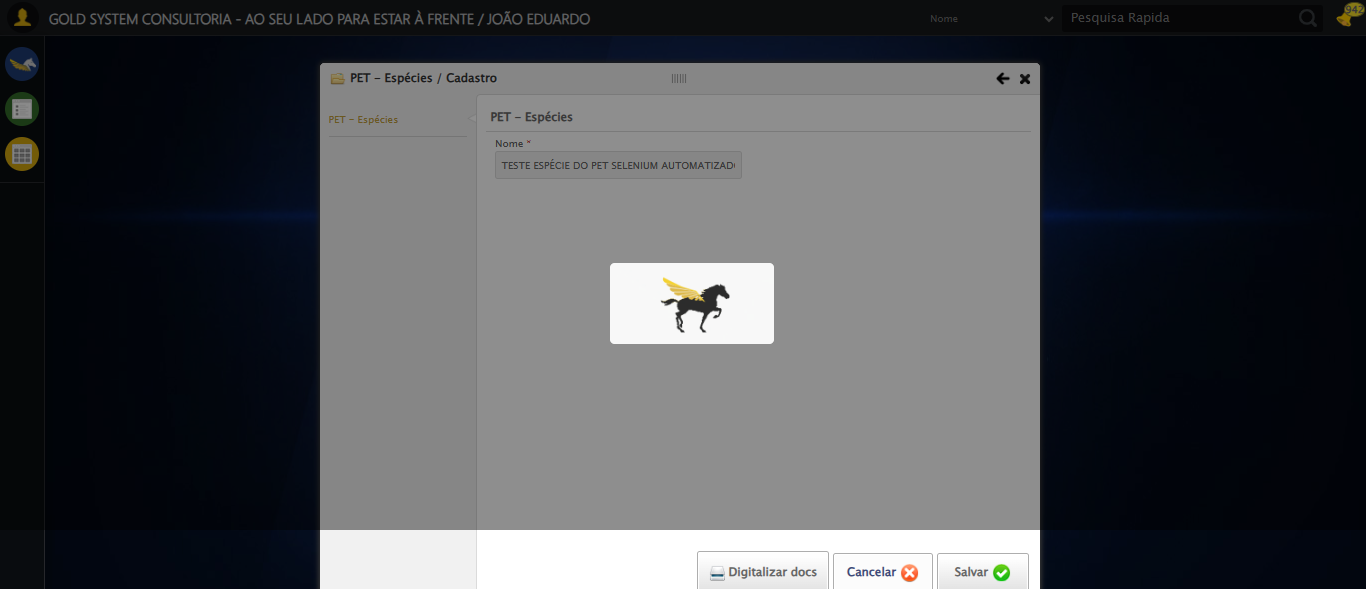 GOLD SYSTEM CONSULTORIA - AO SEU LADO PARA ESTAR À FRENTE / JOÃO EDUARDO
Nome
Pesquisa Rapida
942
PET - Espécies / Cadastro
PET - Espécies
PET - Espécies
Nome *
TESTE ESPÉCIE DO PET SELENIUM AUTOMATIZAD
Digitalizar docs
Cancelar
Salvar